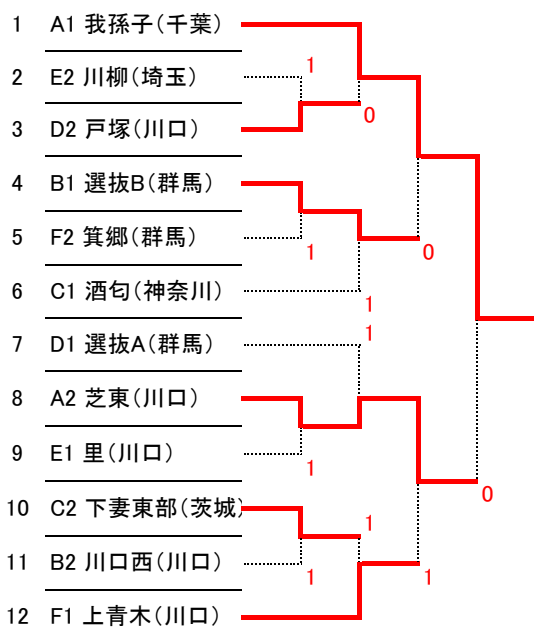 1 A1 我孫子(千葉)
1
2 E2 川柳(埼玉)
0
3 D2 戸塚(川口)
4 B1 選抜B(群馬)
5 F2 箕郷(群馬)
1 0
6 C1 酒匂(神奈川)
1
1
7 D1 選抜A(群馬)
8 A2 芝東(川口)
9 E1 里(川口)
1
0
10 C2 下妻東部(茨城)
1
11 B2 川口西(川口)
1 1
12 F1 上青木(川口)